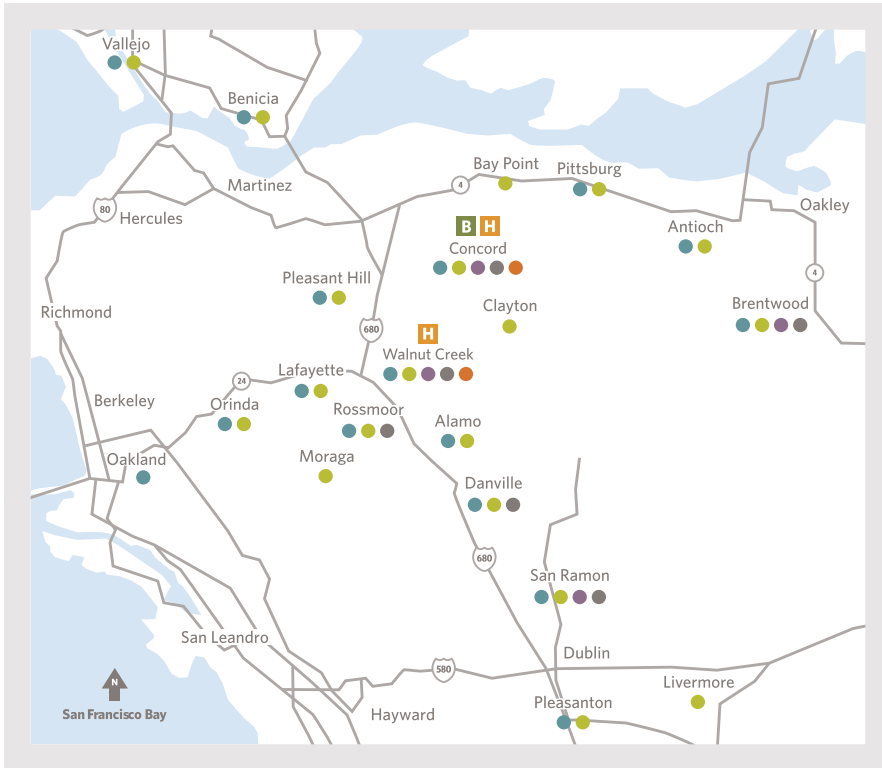 Vallejo
Benicia
Bay Point
Pittsburg
Martinez
4
80
Hercules
Oakley
B H
Antioch
Concord
4
Pleasant Hill
Brentwood
Clayton
Richmond
680
H
Walnut Creek
Lafayette
24
Berkeley
Orinda
Rossmoor
Alamo
Oakland
Moraga
Danville
680
San Ramon
San Leandro
Dublin
580
N
Livermore
Pleasanton
San Francisco Bay
Hayward